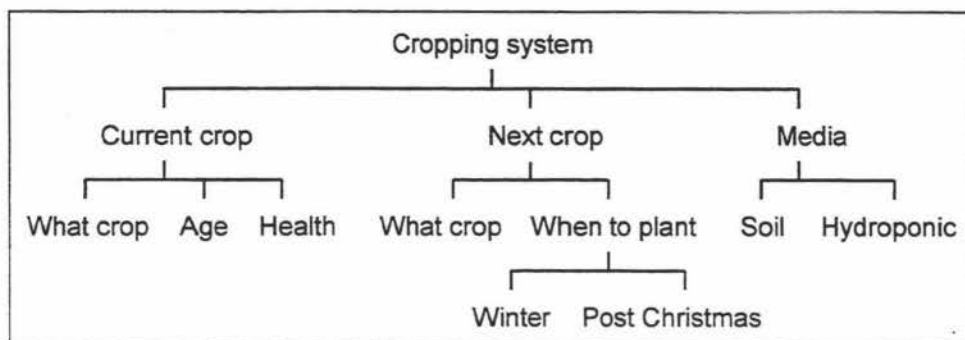 Cropping system
Current crop Next crop Media
What crop Age Health What crop When to plant Soil Hydroponic
Winter Post Christmas